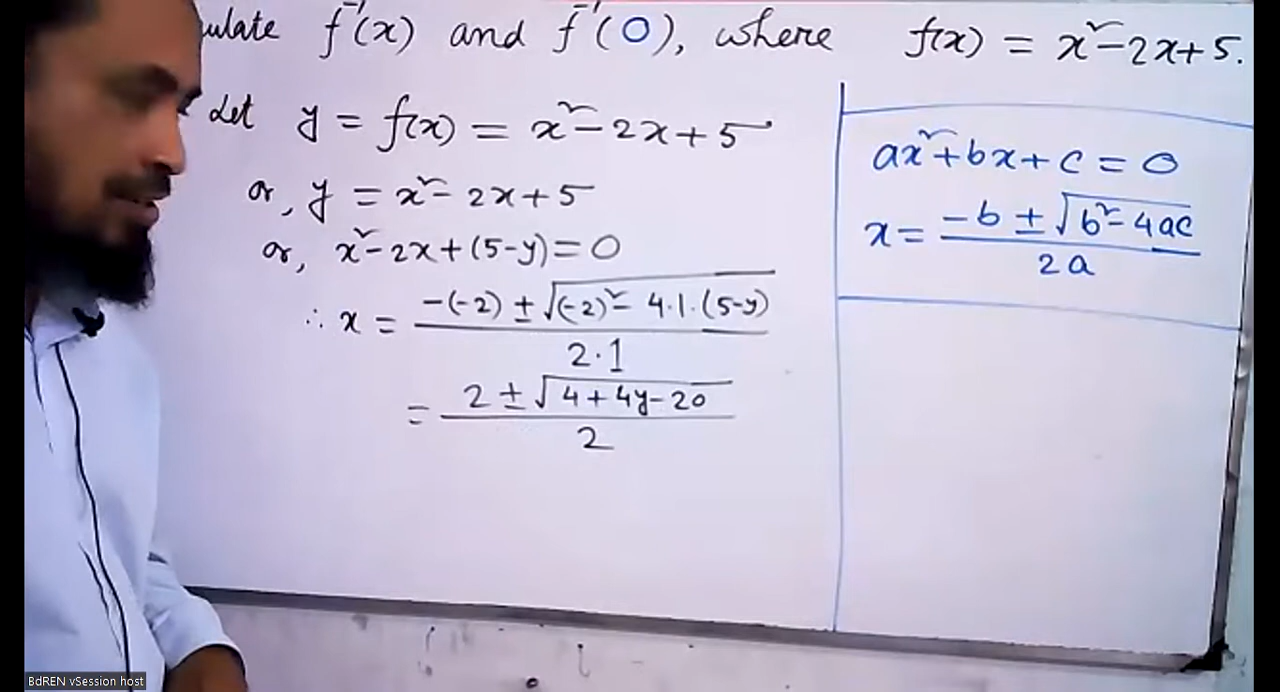 ulate f⁻¹(x) and f⁻¹(0), where f(x) = x²-2x+5.
Let y = f(x) = x²-2x+5
or, y = x²-2x+5
or, x²-2x+(5-y)=0
∴ x = (-(-2) ± √((-2)²-4·1·(5-y)))/(2·1)
= (2 ± √(4+4y-20))/2
ax²+bx+c=0
x = (-b ± √(b²-4ac))/(2a)
BdREN vSession host